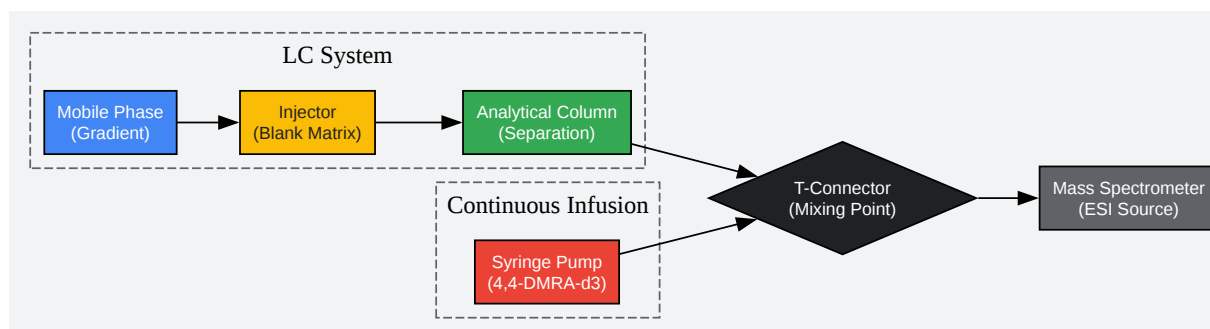 LC System
Mobile Phase
(Gradient)
Injector
(Blank Matrix)
Analytical Column
(Separation)
Continuous Infusion
Syringe Pump
(4,4-DMRA-d3)
T-Connector
(Mixing Point)
Mass Spectrometer
(ESI Source)